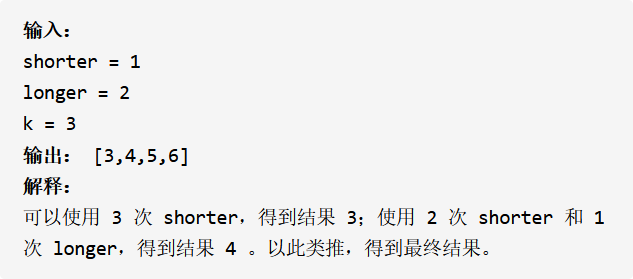 输入：
shorter = 1
longer = 2
k = 3
输出： [3,4,5,6]
解释：
可以使用 3 次 shorter，得到结果 3；使用 2 次 shorter 和 1
次 longer，得到结果 4 。以此类推，得到最终结果。